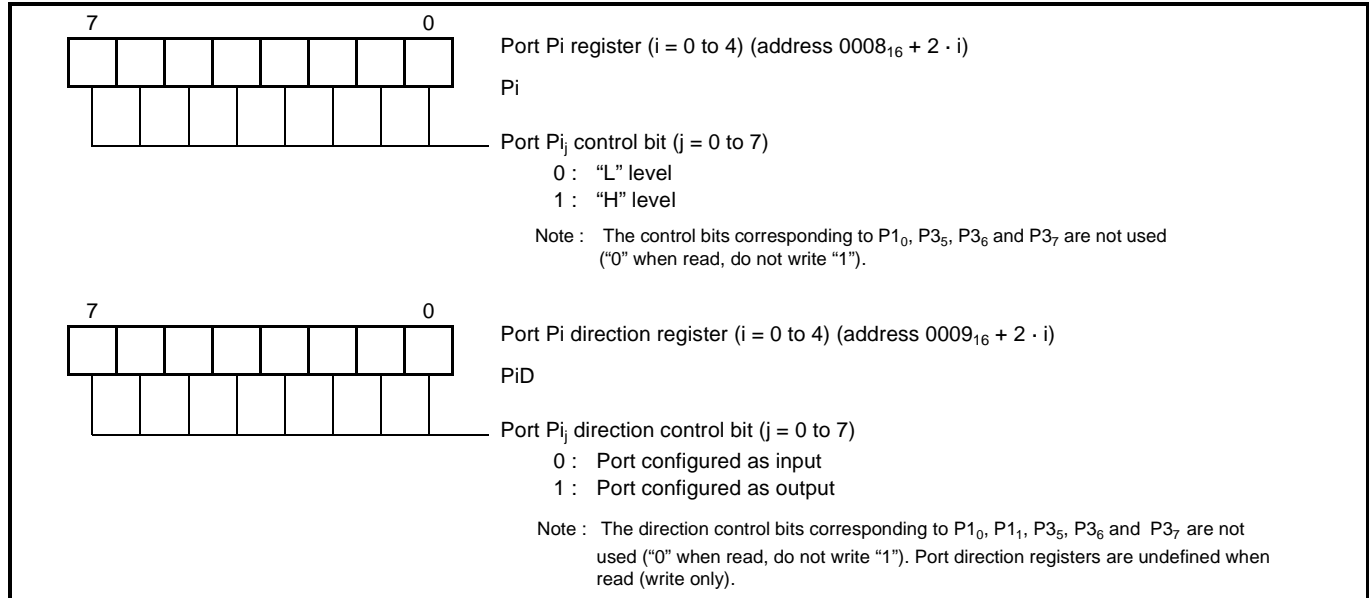 7 0
Port Pi register (i = 0 to 4) (address 0008₁₆ + 2 · i)
Pi
Port Piⱼ control bit (j = 0 to 7)
0 : “L” level
1 : “H” level
Note : The control bits corresponding to P1₀, P3₅, P3₆ and P3₇ are not used
(“0” when read, do not write “1”).
7 0
Port Pi direction register (i = 0 to 4) (address 0009₁₆ + 2 · i)
PiD
Port Piⱼ direction control bit (j = 0 to 7)
0 : Port configured as input
1 : Port configured as output
Note : The direction control bits corresponding to P1₀, P1₁, P3₅, P3₆ and P3₇ are not
used (“0” when read, do not write “1”). Port direction registers are undefined when
read (write only).